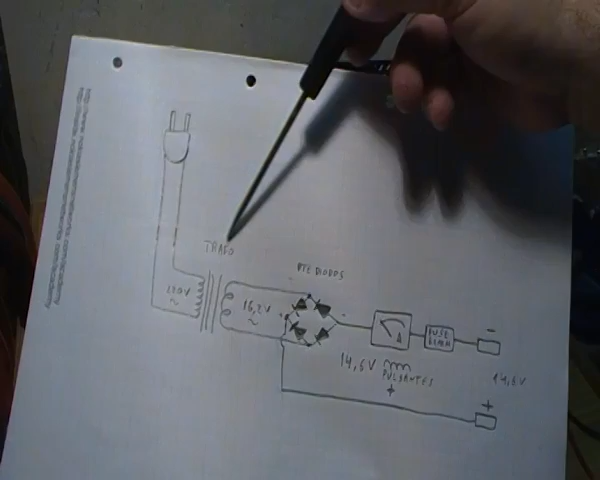 TRAFO
PTE DIODOS
220V
~
16,2V
~
-
A
FUSE
-
14,6V
PULSANTES
+
14,6V
+